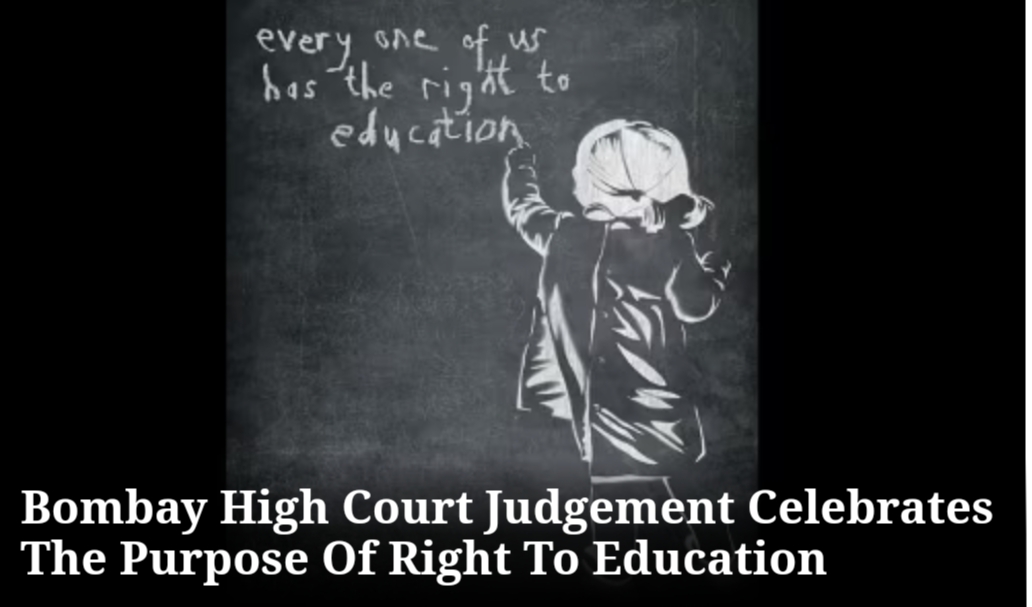 every one of us
has the right to
education
Bombay High Court Judgement Celebrates
The Purpose Of Right To Education